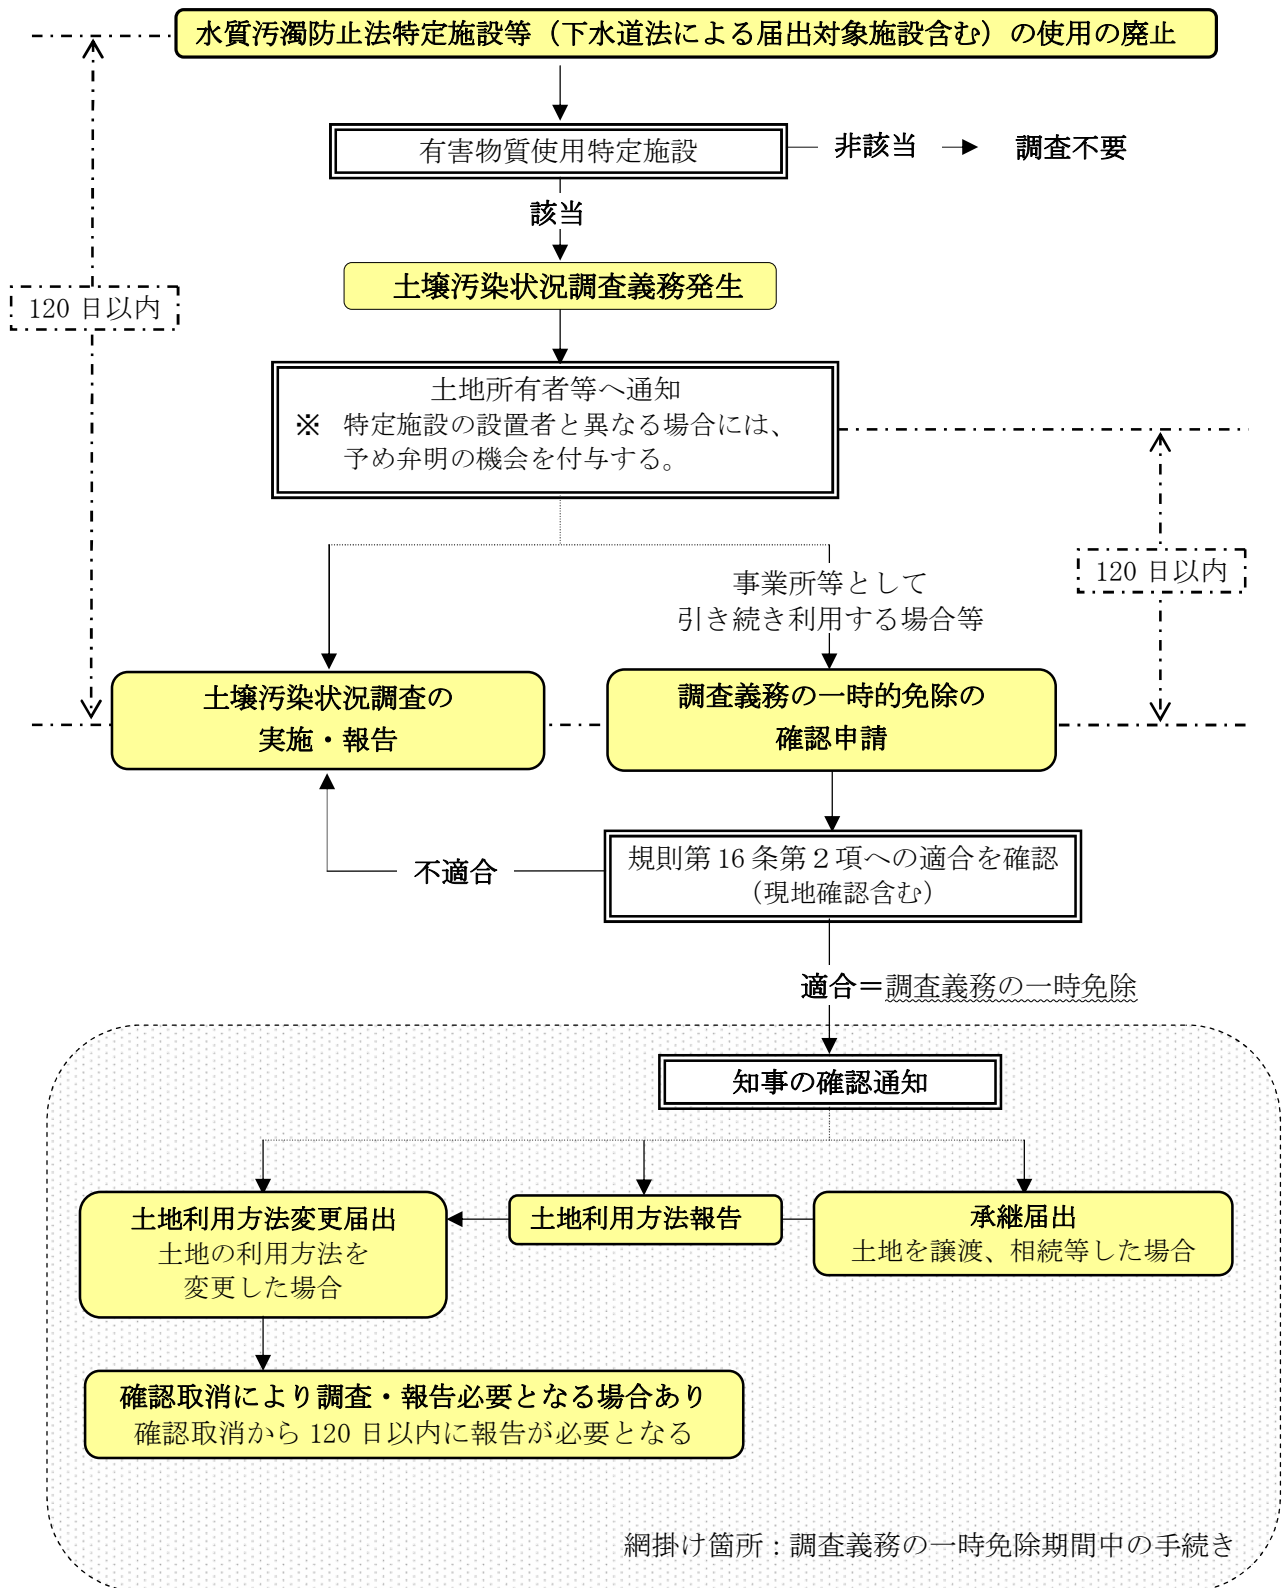 水質汚濁防止法特定施設等（下水道法による届出対象施設含む）の使用の廃止
有害物質使用特定施設
非該当
調査不要
該当
土壌汚染状況調査義務発生
120 日以内
土地所有者等へ通知
※　特定施設の設置者と異なる場合には、
予め弁明の機会を付与する。
120 日以内
事業所等として
引き続き利用する場合等
土壌汚染状況調査の
実施・報告
調査義務の一時的免除の
確認申請
規則第 16 条第２項への適合を確認
（現地確認含む）
不適合
適合＝調査義務の一時免除
知事の確認通知
土地利用方法変更届出
土地の利用方法を
変更した場合
土地利用方法報告
承継届出
土地を譲渡、相続等した場合
確認取消により調査・報告必要となる場合あり
確認取消から 120 日以内に報告が必要となる
網掛け箇所：調査義務の一時免除期間中の手続き